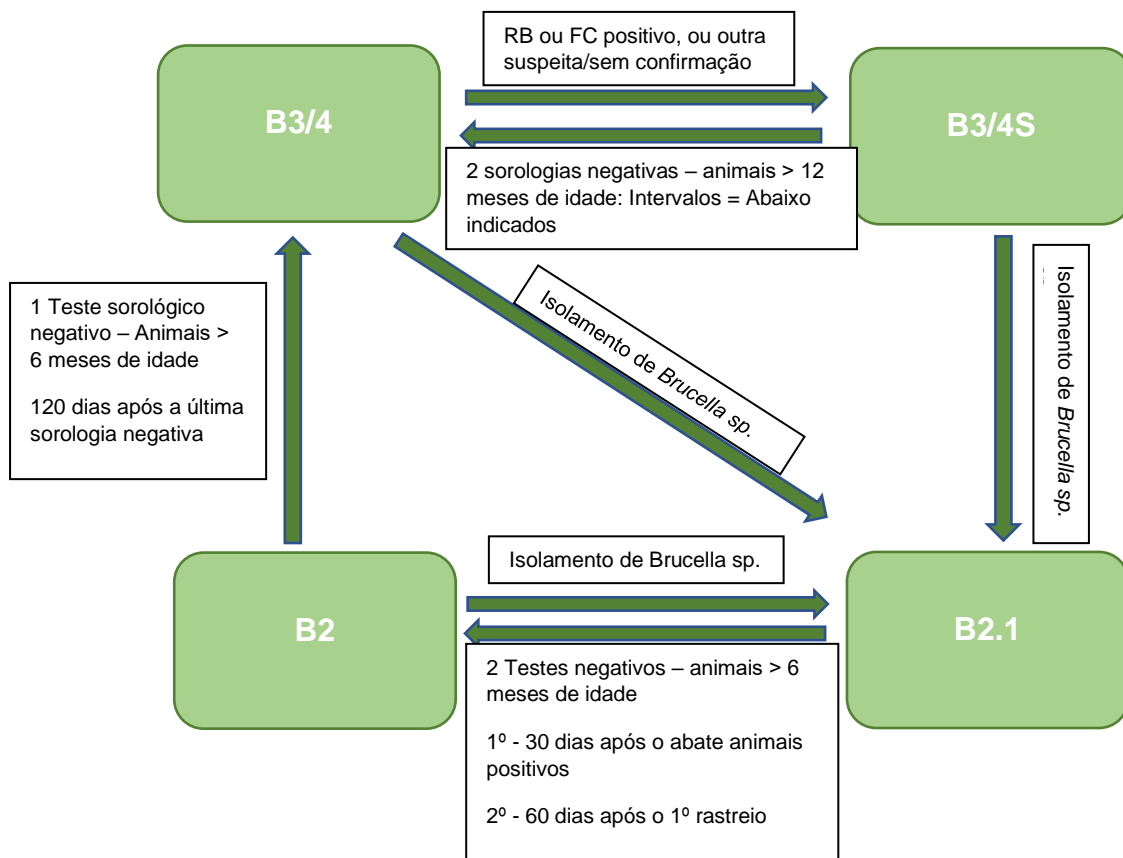 RB ou FC positivo, ou outra
suspeita/sem confirmação
B3/4
B3/4S
2 sorologias negativas – animais > 12
meses de idade: Intervalos = Abaixo
indicados
1 Teste sorológico
negativo – Animais >
6 meses de idade
120 dias após a última
sorologia negativa
Isolamento de Brucella sp.
Isolamento de Brucella sp.
Isolamento de Brucella sp.
B2
B2.1
2 Testes negativos – animais > 6
meses de idade
1º - 30 dias após o abate animais
positivos
2º - 60 dias após o 1º rastreio